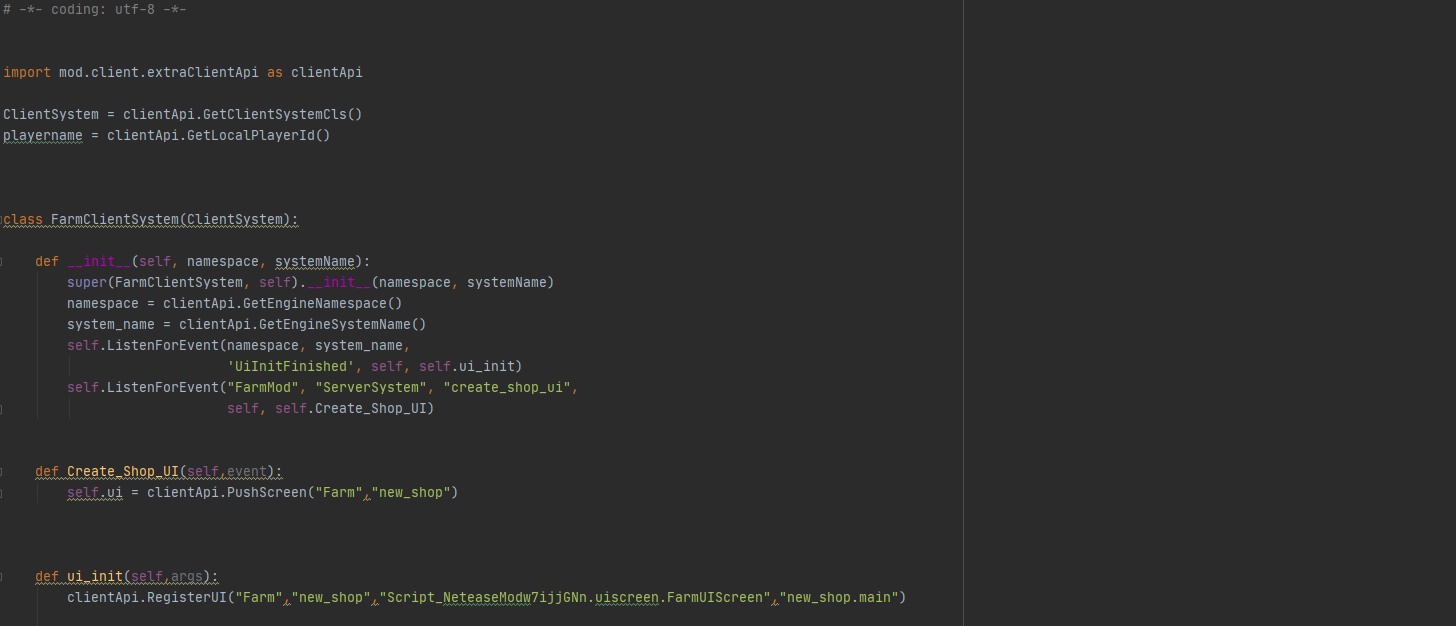 # -*- coding: utf-8 -*-
import mod.client.extraClientApi as clientApi
ClientSystem = clientApi.GetClientSystemCls()
playername = clientApi.GetLocalPlayerId()
class FarmClientSystem(ClientSystem):
def __init__(self, namespace, systemName):
super(FarmClientSystem, self).__init__(namespace, systemName)
namespace = clientApi.GetEngineNamespace()
system_name = clientApi.GetEngineSystemName()
self.ListenForEvent(namespace, system_name,
'UiInitFinished', self, self.ui_init)
self.ListenForEvent("FarmMod", "ServerSystem", "create_shop_ui",
self, self.Create_Shop_UI)
def Create_Shop_UI(self,event):
self.ui = clientApi.PushScreen("Farm","new_shop")
def ui_init(self,args):
clientApi.RegisterUI("Farm","new_shop","Script_NeteaseModw7ijjGNn.uiscreen.FarmUIScreen","new_shop.main")